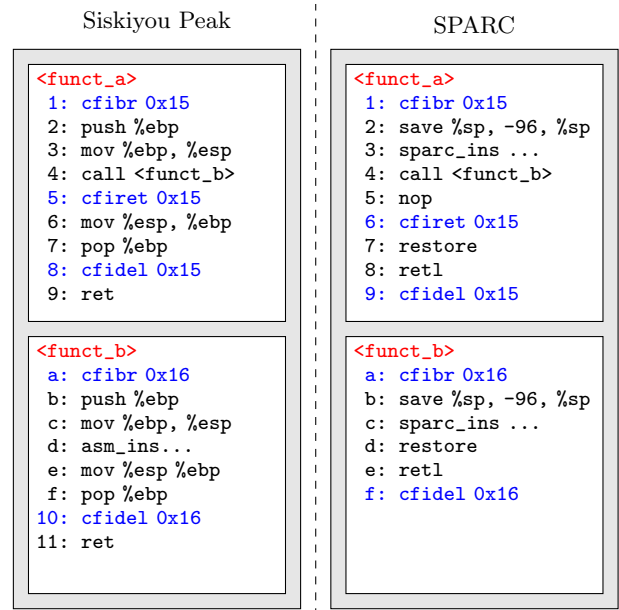 Siskiyou Peak
<funct_a>
1: cfibr 0x15
2: push %ebp
3: mov %ebp, %esp
4: call <funct_b>
5: cfiret 0x15
6: mov %esp, %ebp
7: pop %ebp
8: cfidel 0x15
9: ret
<funct_b>
a: cfibr 0x16
b: push %ebp
c: mov %ebp, %esp
d: asm_ins...
e: mov %esp %ebp
f: pop %ebp
10: cfidel 0x16
11: ret
SPARC
<funct_a>
1: cfibr 0x15
2: save %sp, -96, %sp
3: sparc_ins ...
4: call <funct_b>
5: nop
6: cfiret 0x15
7: restore
8: retl
9: cfidel 0x15
<funct_b>
a: cfibr 0x16
b: save %sp, -96, %sp
c: sparc_ins ...
d: restore
e: retl
f: cfidel 0x16